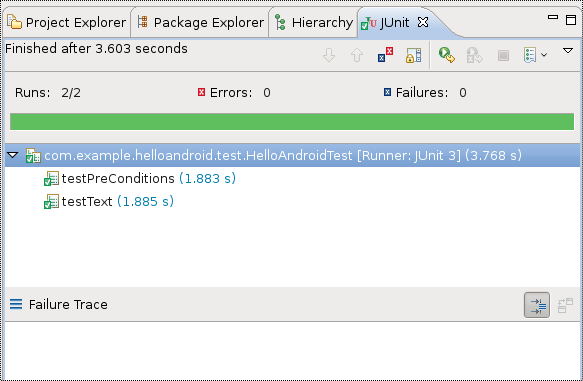 Project Explorer Package Explorer Hierarchy JUnit
Finished after 3.603 seconds
Runs: 2/2 Errors: 0 Failures: 0
com.example.helloandroid.test.HelloAndroidTest [Runner: JUnit 3] (3.768 s)
testPreConditions (1.883 s)
testText (1.885 s)
Failure Trace